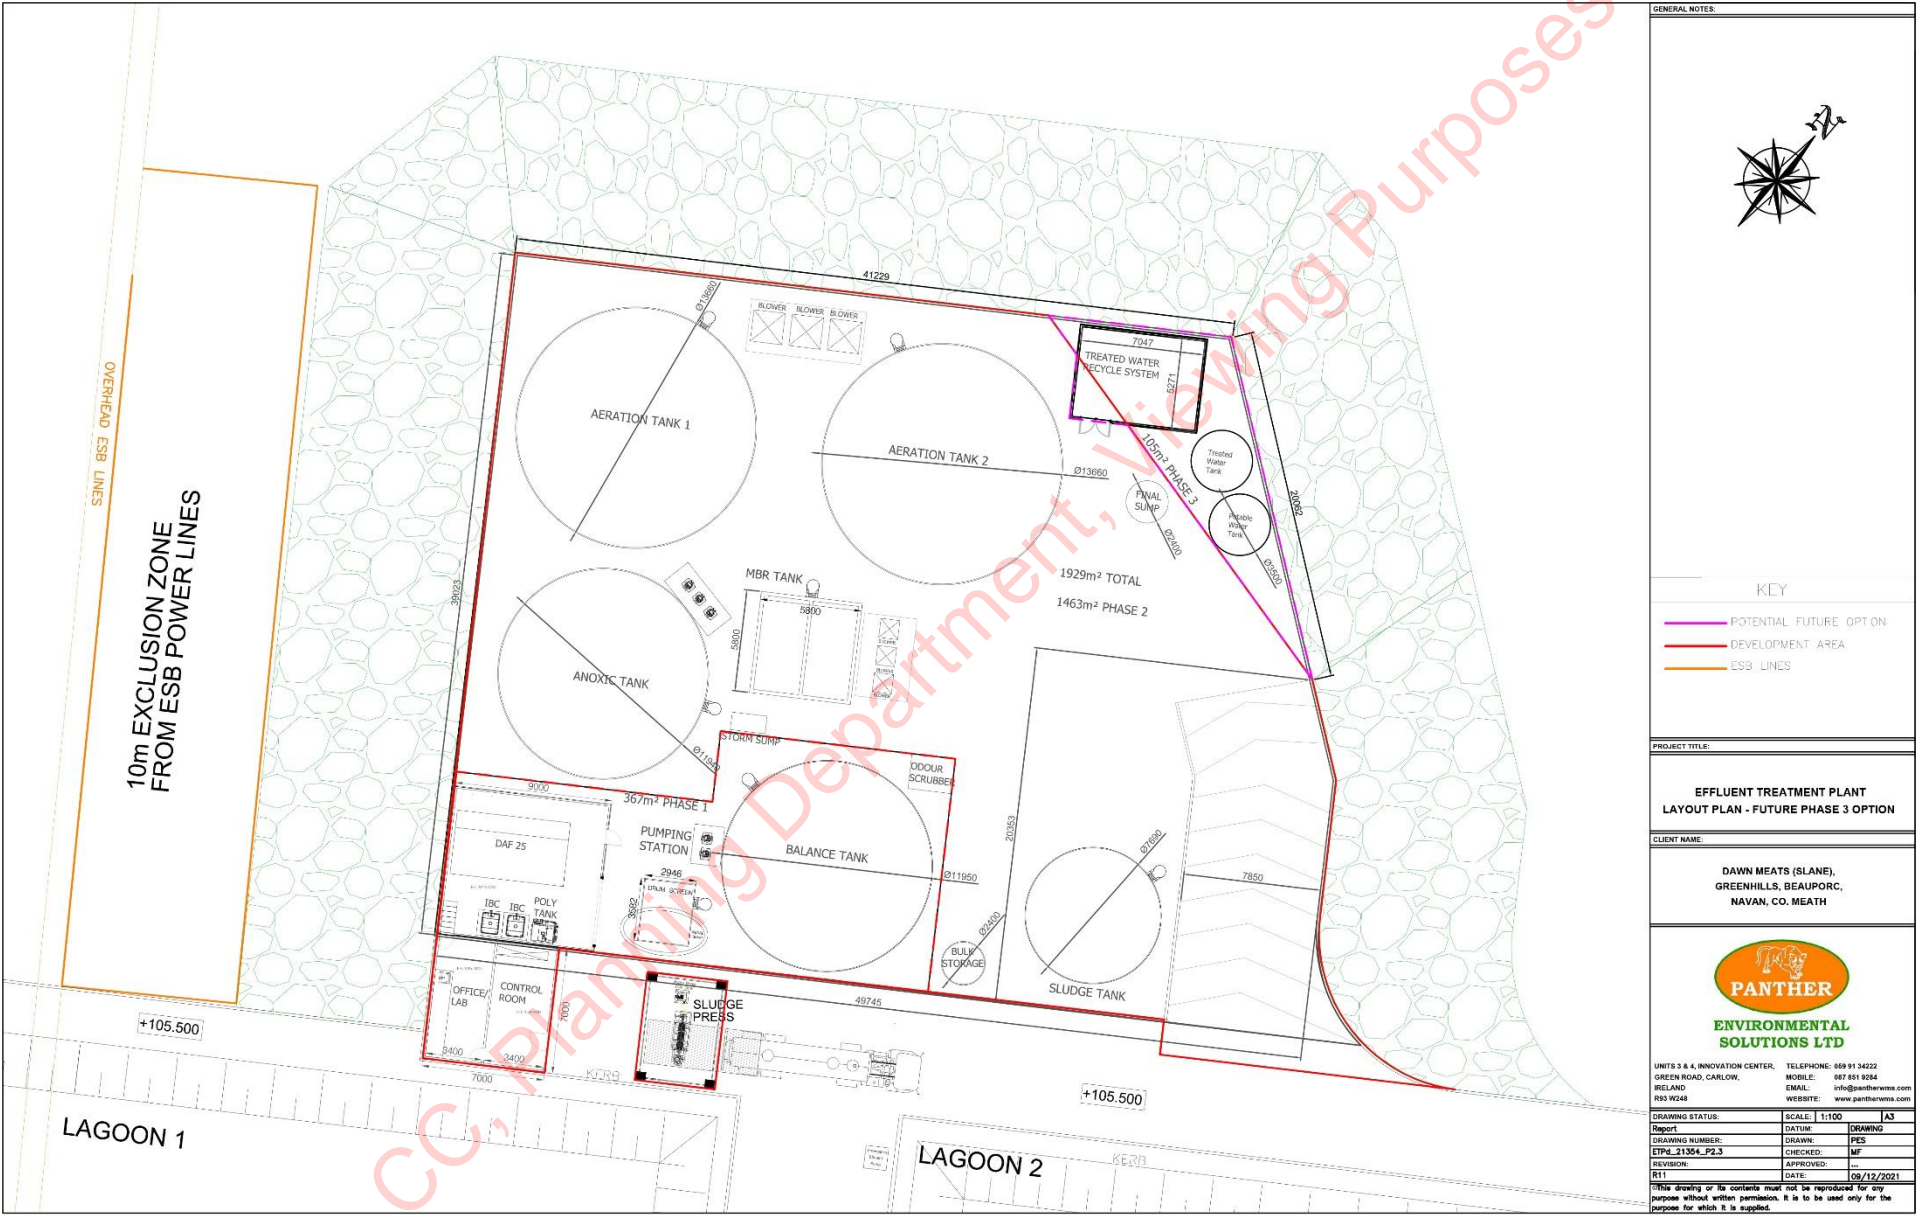 GENERAL NOTES:
OVERHEAD ESB LINES
10m EXCLUSION ZONE
FROM ESB POWER LINES
41229
39023
Ø13660
BLOWER
BLOWER
BLOWER
AERATION TANK 1
AERATION TANK 2
Ø13660
7047
TREATED WATER
RECYCLE SYSTEM
5271
105m² PHASE 3
Treated
Water
Tank
Potable
Water
Tank
20062
Ø3500
FINAL
SUMP
Ø2400
1929m² TOTAL
1463m² PHASE 2
MBR TANK
5800
5800
BLOWER
BLOWER
BLOWER
ANOXIC TANK
Ø11940
STORM SUMP
ODOUR
SCRUBBER
367m² PHASE 1
9000
DAF 25
PUMPING
STATION
BALANCE TANK
Ø11950
2946
DRUM SCREEN
3582
IBC
IBC
POLY
TANK
20353
Ø7690
7850
Ø2400
BULK
STORAGE
SLUDGE TANK
OFFICE/
LAB
CONTROL
ROOM
7000
3400
3400
7000
SLUDGE
PRESS
49745
KERB
+105.500
+105.500
LAGOON 1
LAGOON 2
KERB
CC, Planning Department, Viewing Purposes
N
KEY
POTENTIAL FUTURE OPTION
DEVELOPMENT AREA
ESB LINES
PROJECT TITLE:
EFFLUENT TREATMENT PLANT
LAYOUT PLAN - FUTURE PHASE 3 OPTION
CLIENT NAME:
DAWN MEATS (SLANE),
GREENHILLS, BEAUPORC,
NAVAN, CO. MEATH
PANTHER
ENVIRONMENTAL
SOLUTIONS LTD
UNITS 3 & 4, INNOVATION CENTER,
GREEN ROAD, CARLOW,
IRELAND
R93 W248
TELEPHONE: 059 91 34222
MOBILE: 087 851 9284
EMAIL: info@pantherwms.com
WEBSITE: www.pantherwms.com
DRAWING STATUS: SCALE: 1:100 A3
Report DATUM: DRAWING
DRAWING NUMBER: DRAWN: PES
ETPd_21354_P2.3 CHECKED: MF
REVISION: APPROVED: ...
R11 DATE: 09/12/2021
©This drawing or its contents must not be reproduced for any
purpose without written permission. It is to be used only for the
purpose for which it is supplied.